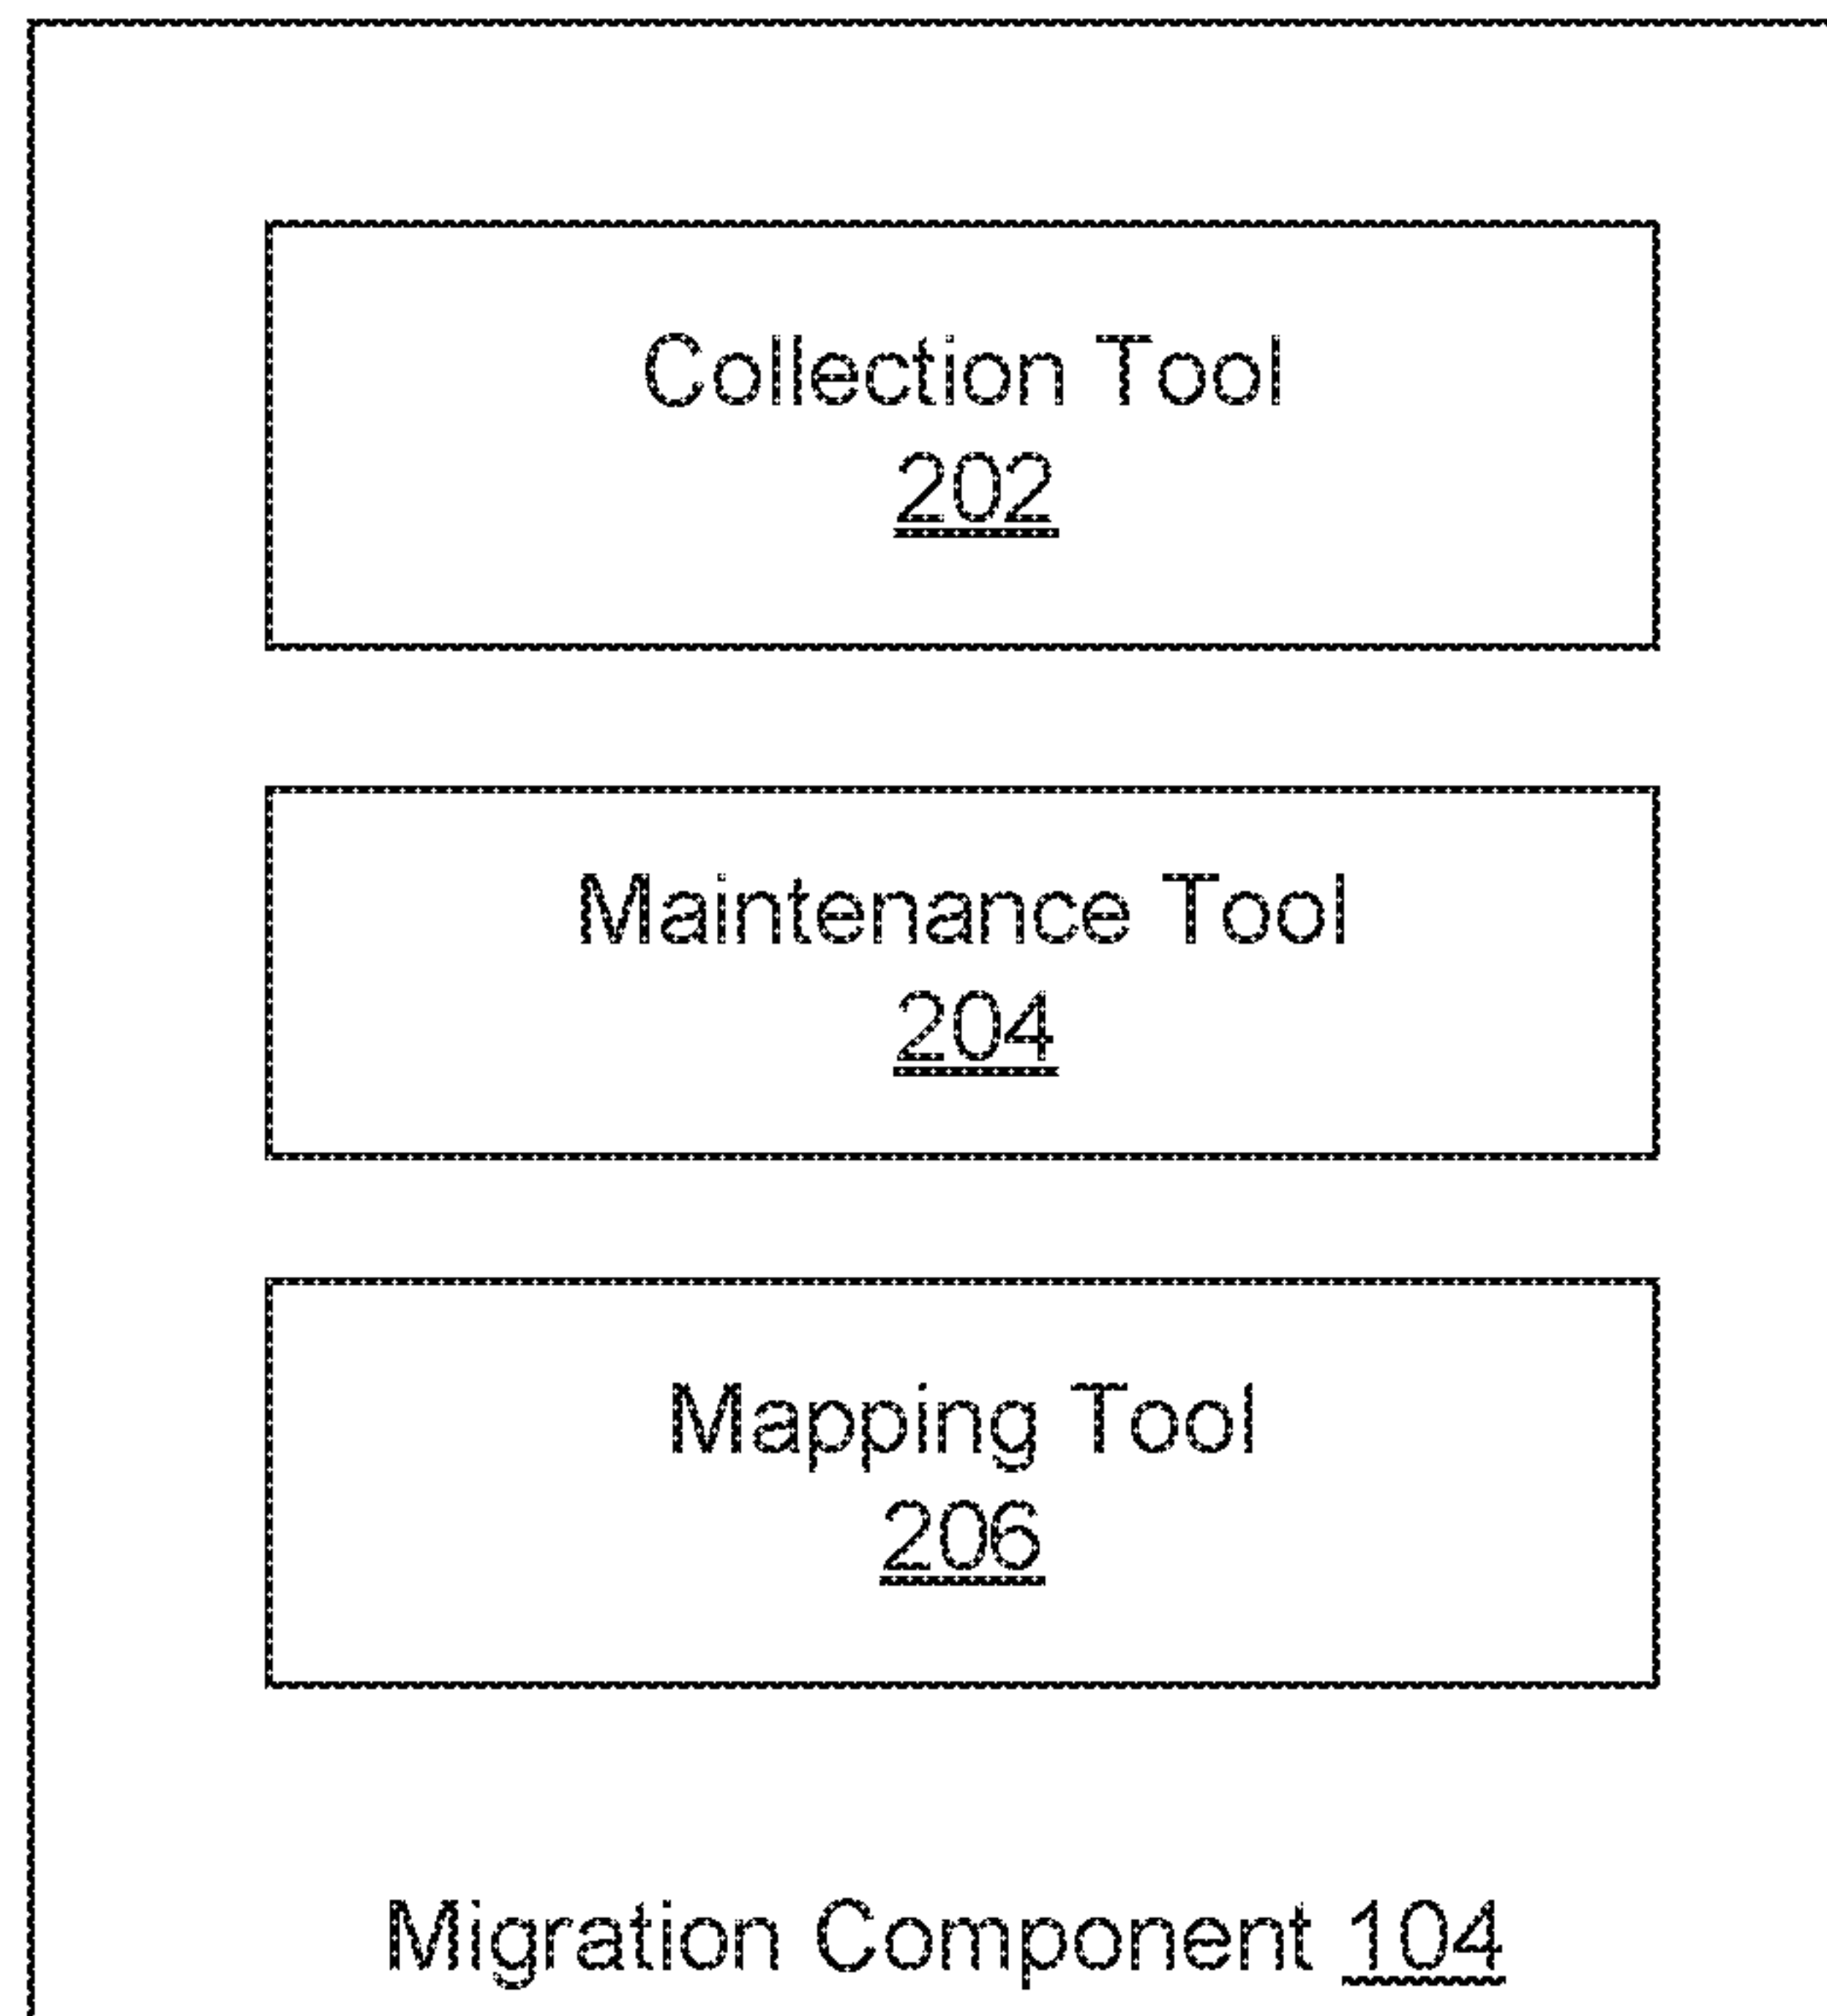 Collection Tool
202
Maintenance Tool
204
Mapping Tool
206
Migration Component 104